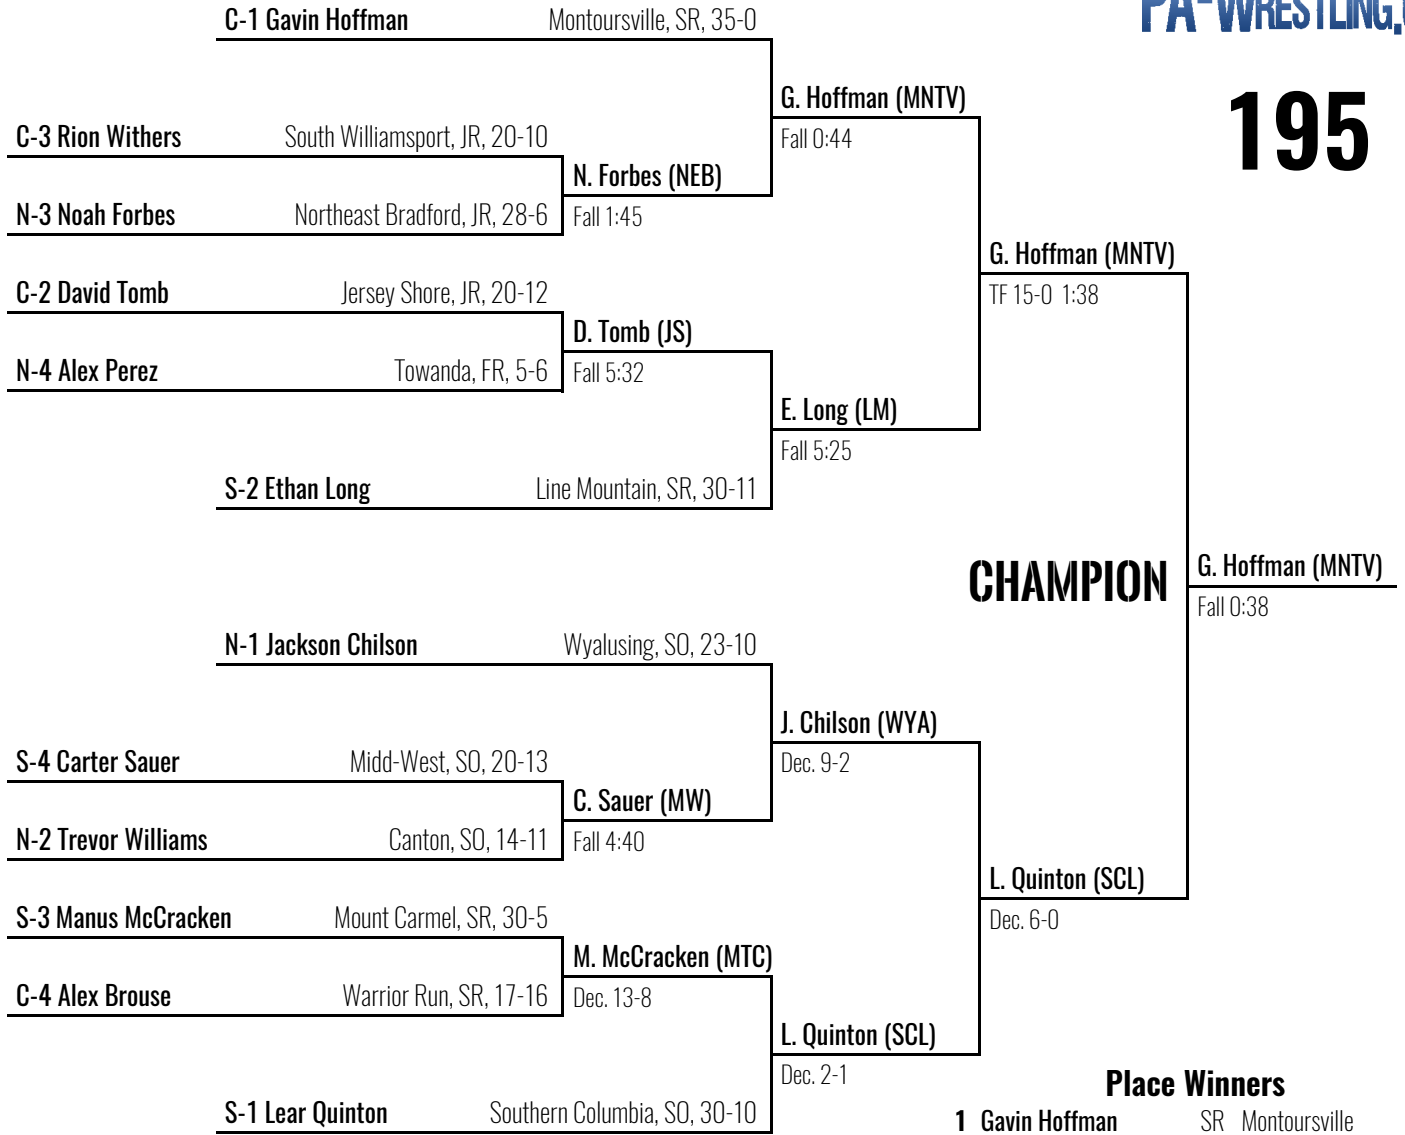 C-1 Gavin Hoffman Montoursville, SR, 35-0
PA-WRESTLING.
G. Hoffman (MNTV)
195
C-3 Rion Withers South Williamsport, JR, 20-10
Fall 0:44
N. Forbes (NEB)
N-3 Noah Forbes Northeast Bradford, JR, 28-6
Fall 1:45
G. Hoffman (MNTV)
C-2 David Tomb Jersey Shore, JR, 20-12
TF 15-0 1:38
D. Tomb (JS)
N-4 Alex Perez Towanda, FR, 5-6
Fall 5:32
E. Long (LM)
Fall 5:25
S-2 Ethan Long Line Mountain, SR, 30-11
CHAMPION
G. Hoffman (MNTV)
Fall 0:38
N-1 Jackson Chilson Wyalusing, SO, 23-10
J. Chilson (WYA)
S-4 Carter Sauer Midd-West, SO, 20-13
Dec. 9-2
C. Sauer (MW)
N-2 Trevor Williams Canton, SO, 14-11
Fall 4:40
L. Quinton (SCL)
S-3 Manus McCracken Mount Carmel, SR, 30-5
Dec. 6-0
M. McCracken (MTC)
C-4 Alex Brouse Warrior Run, SR, 17-16
Dec. 13-8
L. Quinton (SCL)
Dec. 2-1
Place Winners
S-1 Lear Quinton Southern Columbia, SO, 30-10
1 Gavin Hoffman SR Montoursville